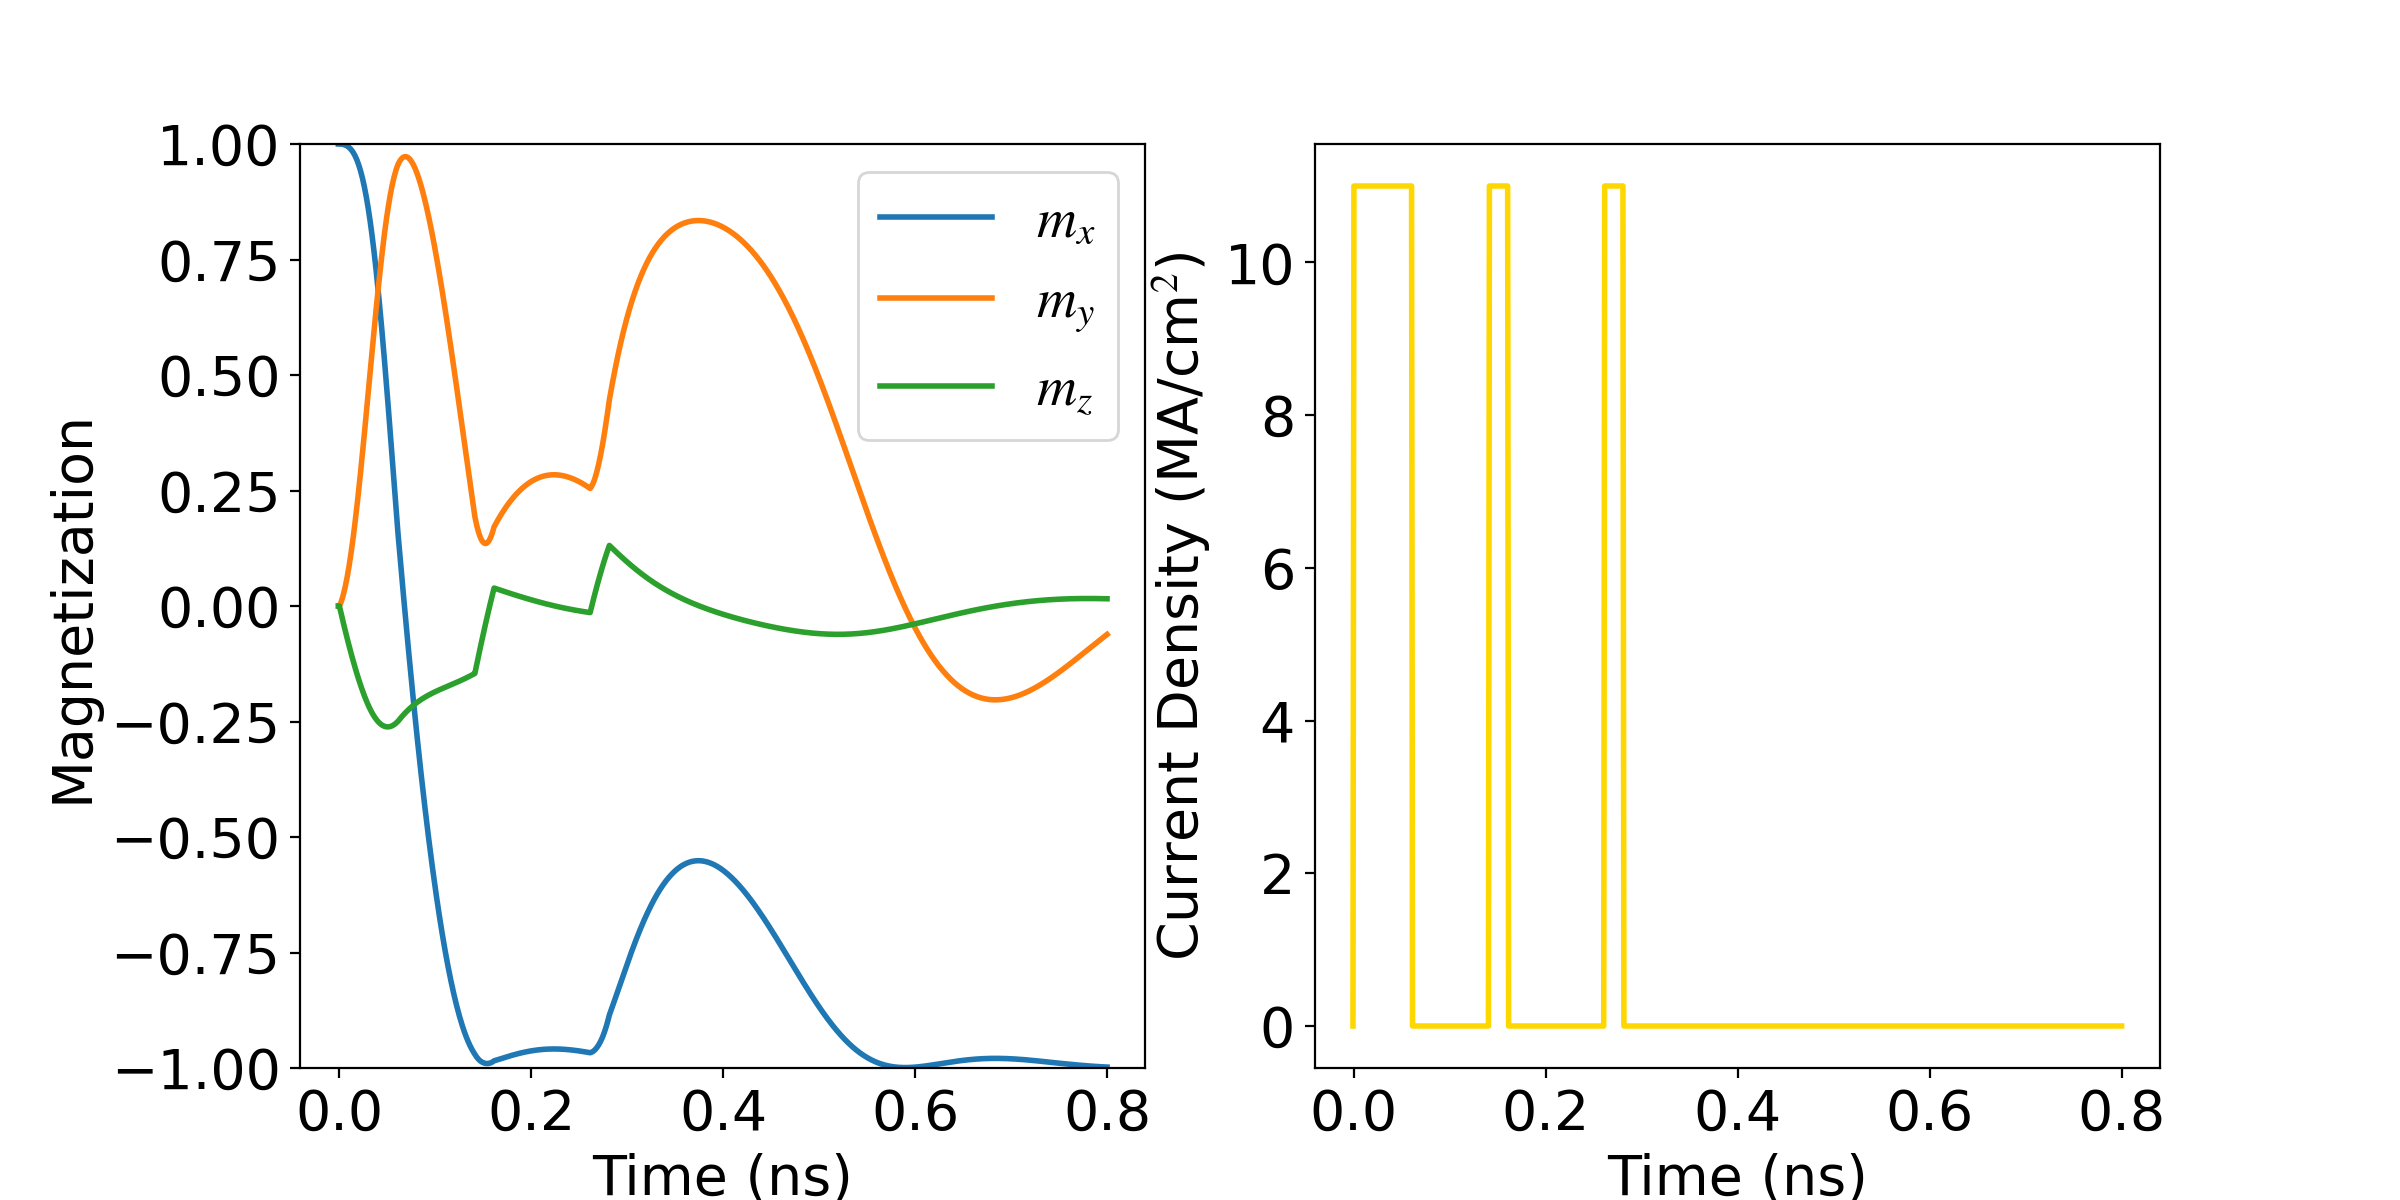 Magnetization
1.00
0.75
0.50
0.25
0.00
−0.25
−0.50
−0.75
−1.00
0.0 0.2 0.4 0.6 0.8
Time (ns)
m_x
m_y
m_z
Current Density (MA/cm²)
10
8
6
4
2
0
0.0 0.2 0.4 0.6 0.8
Time (ns)